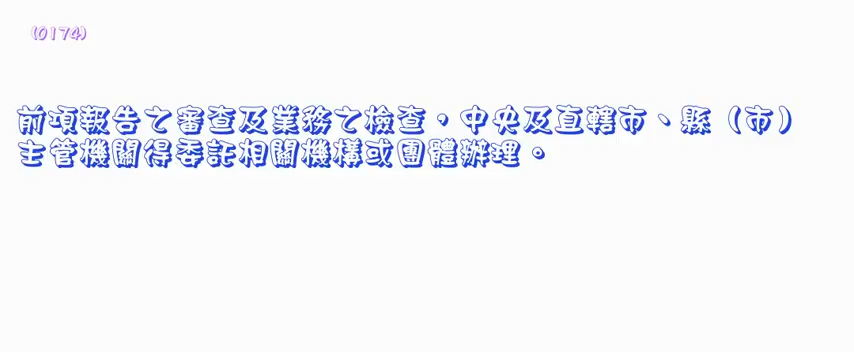 (0174)
前項報告之審查及業務之檢查，中央及直轄市、縣（市）
主管機關得委託相關機構或團體辦理。